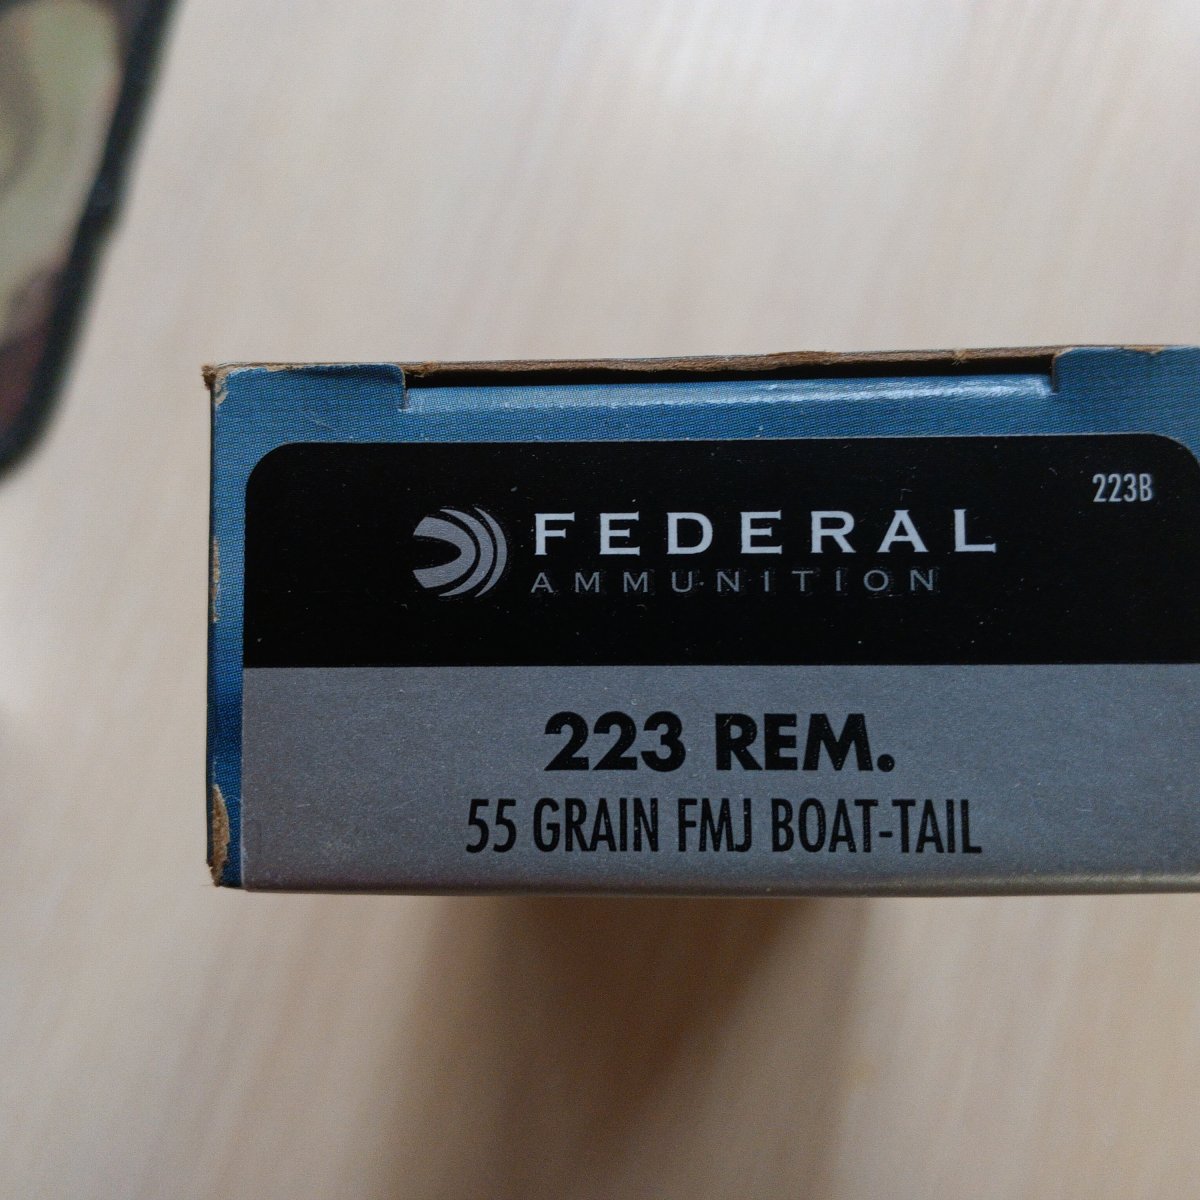 223B
FEDERAL
AMMUNITION
223 REM.
55 GRAIN FMJ BOAT-TAIL